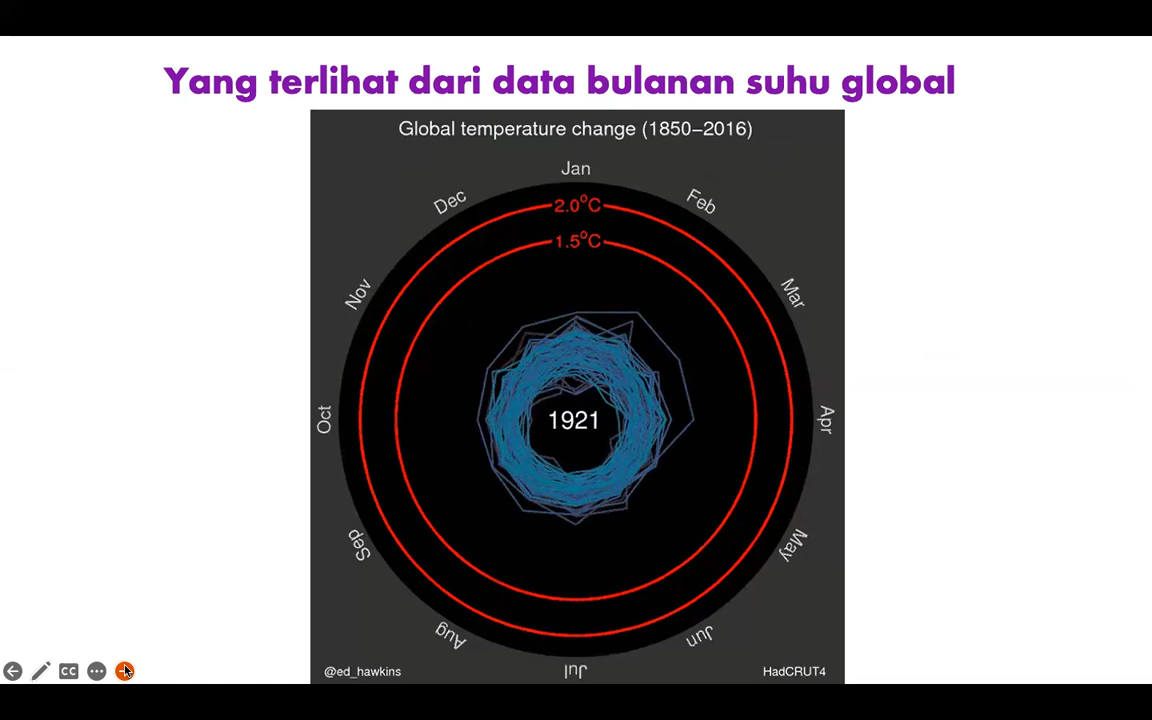 Yang terlihat dari data bulanan suhu global
Global temperature change (1850–2016)
Jan
Dec
Feb
2.0°C
1.5°C
Nov
Mar
1921
Oct
Apr
Sep
May
Aug
Jun
Jul
@ed_hawkins
HadCRUT4
CC